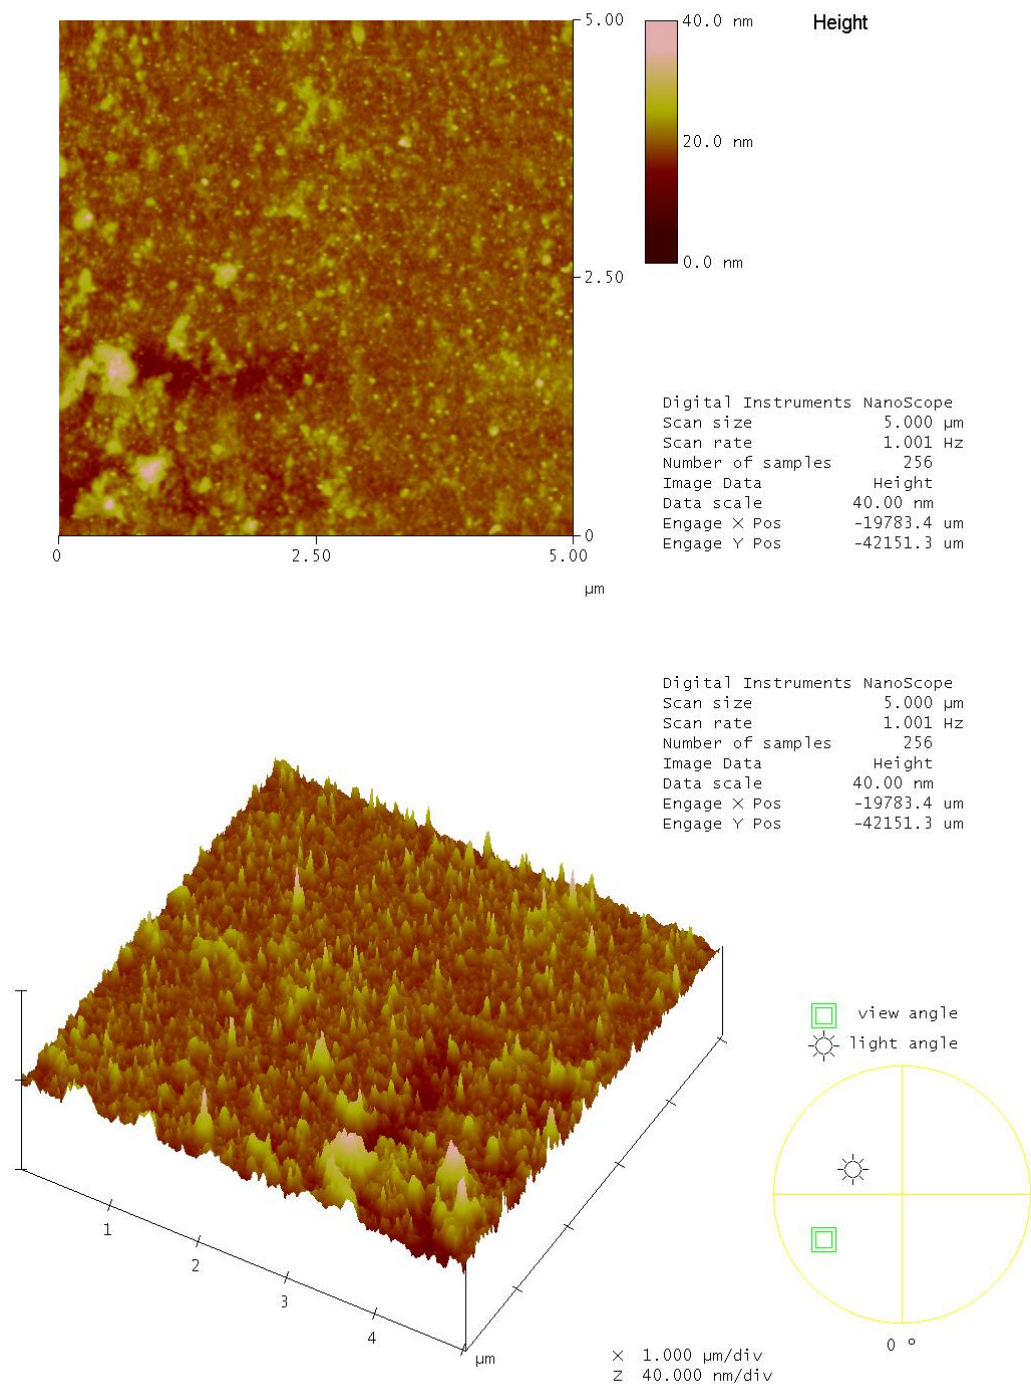 5.00
40.0 nm
Height
20.0 nm
2.50
0.0 nm
Digital Instruments NanoScope
Scan size 5.000 µm
Scan rate 1.001 Hz
Number of samples 256
Image Data Height
Data scale 40.00 nm
Engage X Pos -19783.4 um
Engage Y Pos -42151.3 um
0
0 2.50 5.00
µm
Digital Instruments NanoScope
Scan size 5.000 µm
Scan rate 1.001 Hz
Number of samples 256
Image Data Height
Data scale 40.00 nm
Engage X Pos -19783.4 um
Engage Y Pos -42151.3 um
view angle
light angle
1
2
3
4
µm
0 °
X 1.000 µm/div
Z 40.000 nm/div